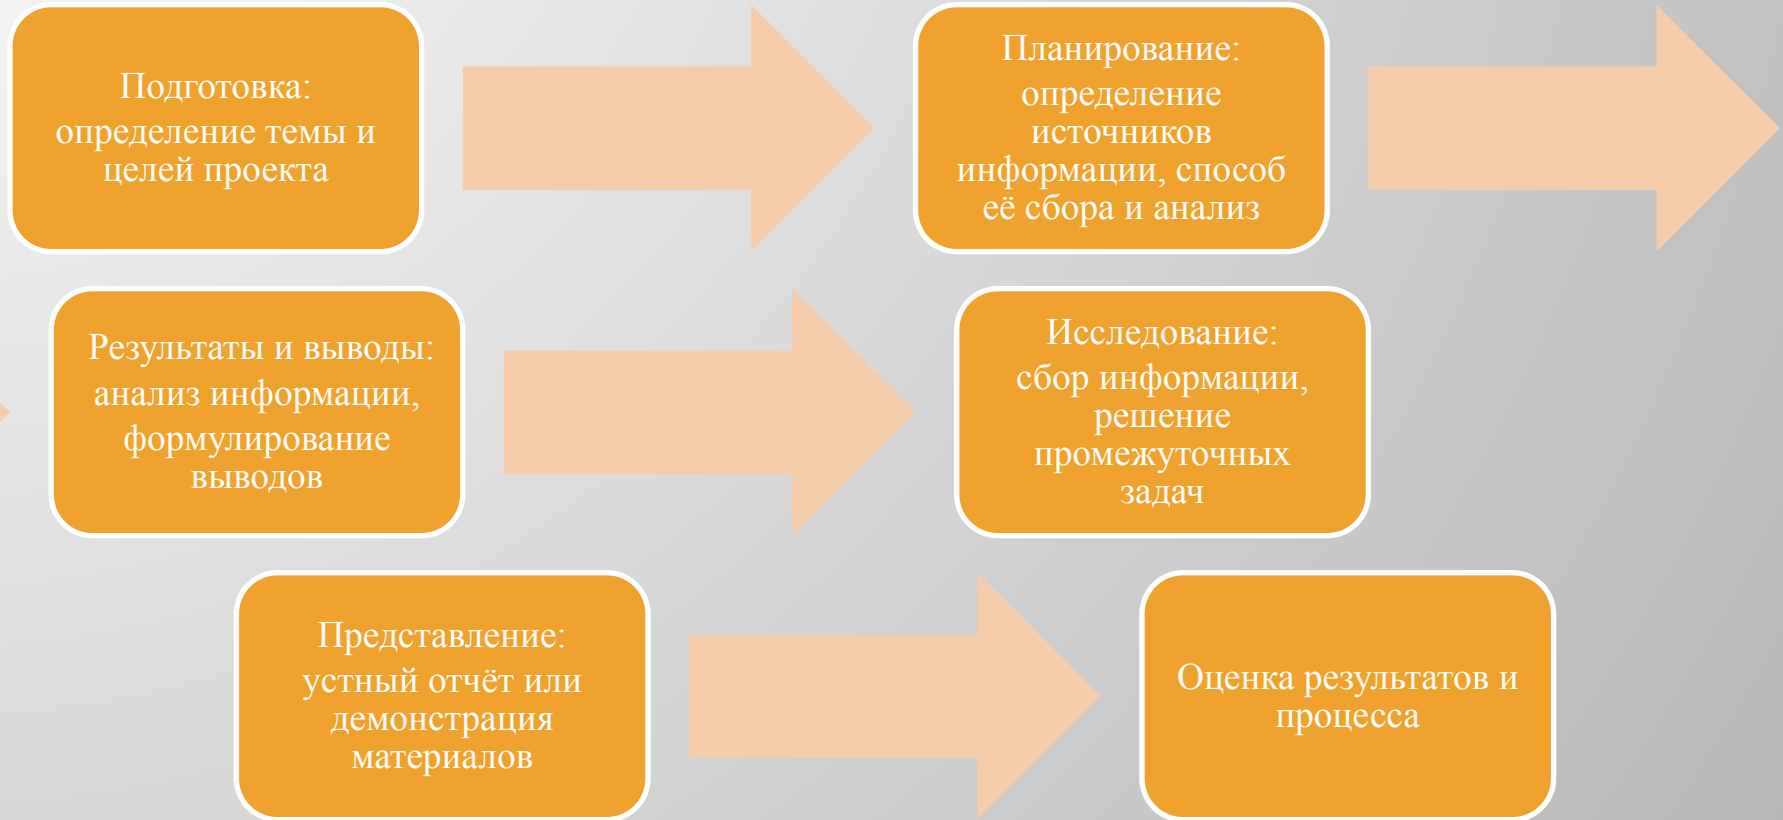 Подготовка:
определение темы и
целей проекта
Планирование:
определение
источников
информации, способ
её сбора и анализ
Результаты и выводы:
анализ информации,
формулирование
выводов
Исследование:
сбор информации,
решение
промежуточных
задач
Представление:
устный отчёт или
демонстрация
материалов
Оценка результатов и
процесса